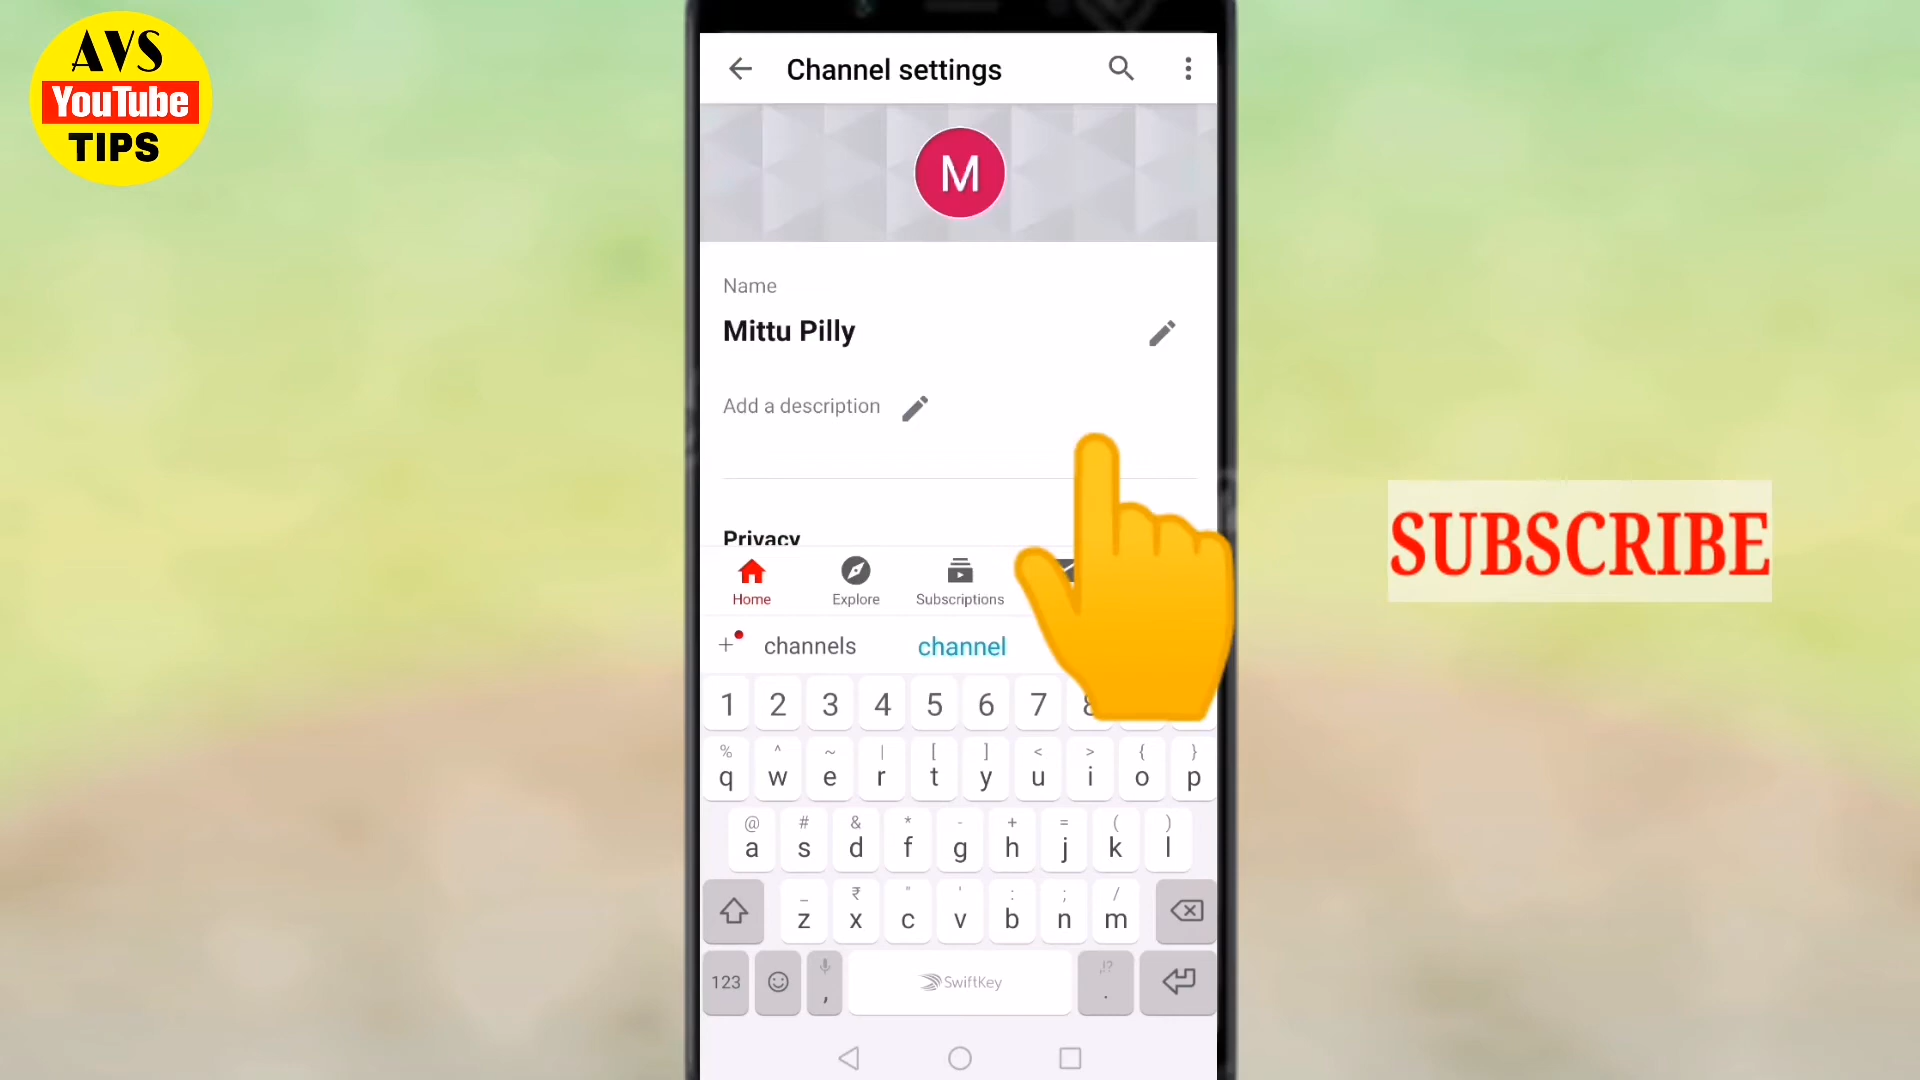 AVS
YouTube
TIPS
Channel settings
M
Name
Mittu Pilly
Add a description
Privacy
Home Explore Subscriptions
channels channel
1 2 3 4 5 6 7 8
% ^ ~ | [ ] < > { }
q w e r t y u i o p
@ # & * - + = ( )
a s d f g h j k l
_ ₹ " ' : ; /
z x c v b n m
123 , SwiftKey ,!? .
SUBSCRIBE